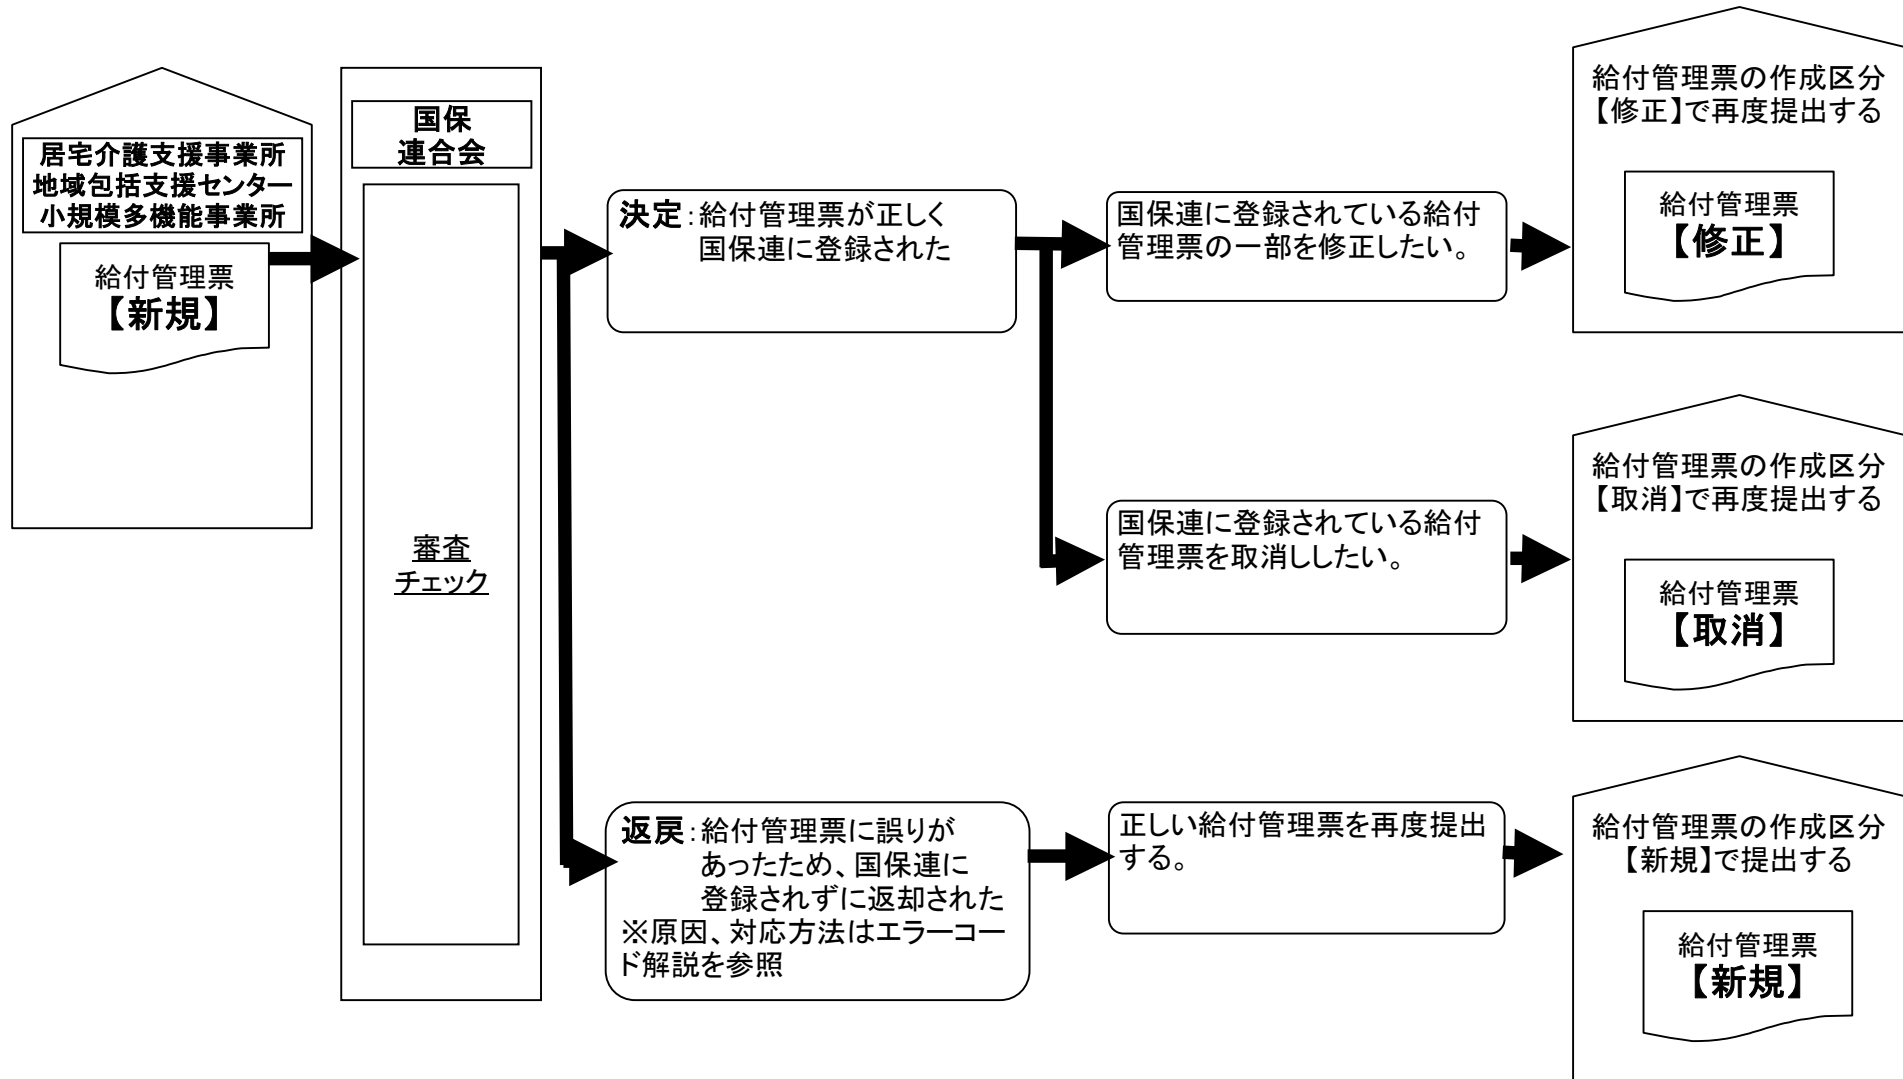 居宅介護支援事業所
地域包括支援センター
小規模多機能事業所
給付管理票
【新規】
国保
連合会
審査
チェック
決定：給付管理票が正しく
国保連に登録された
国保連に登録されている給付
管理票の一部を修正したい。
給付管理票の作成区分
【修正】で再度提出する
給付管理票
【修正】
国保連に登録されている給付
管理票を取消ししたい。
給付管理票の作成区分
【取消】で再度提出する
給付管理票
【取消】
返戻：給付管理票に誤りが
あったため、国保連に
登録されずに返却された
※原因、対応方法はエラーコー
ド解説を参照
正しい給付管理票を再度提出
する。
給付管理票の作成区分
【新規】で提出する
給付管理票
【新規】